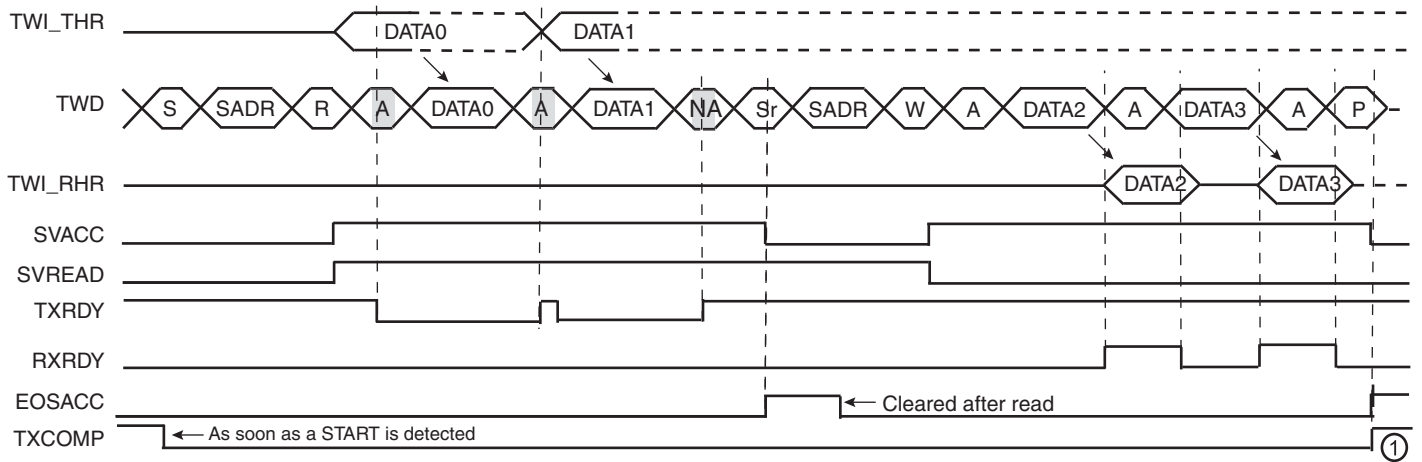 TWI_THR DATA0 DATA1
TWD S SADR R A DATA0 A DATA1 NA Sr SADR W A DATA2 A DATA3 A P
TWI_RHR DATA2 DATA3
SVACC
SVREAD
TXRDY
RXRDY
EOSACC Cleared after read
TXCOMP As soon as a START is detected 1